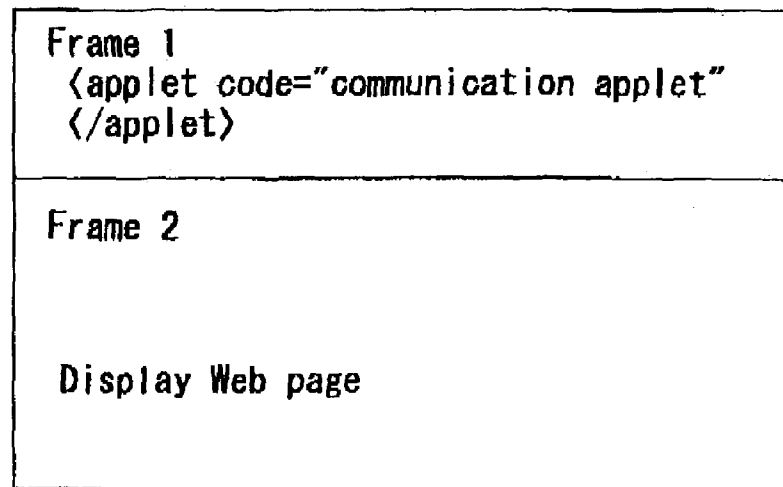 Frame 1
<applet code="communication applet"
</applet>
Frame 2
Display Web page